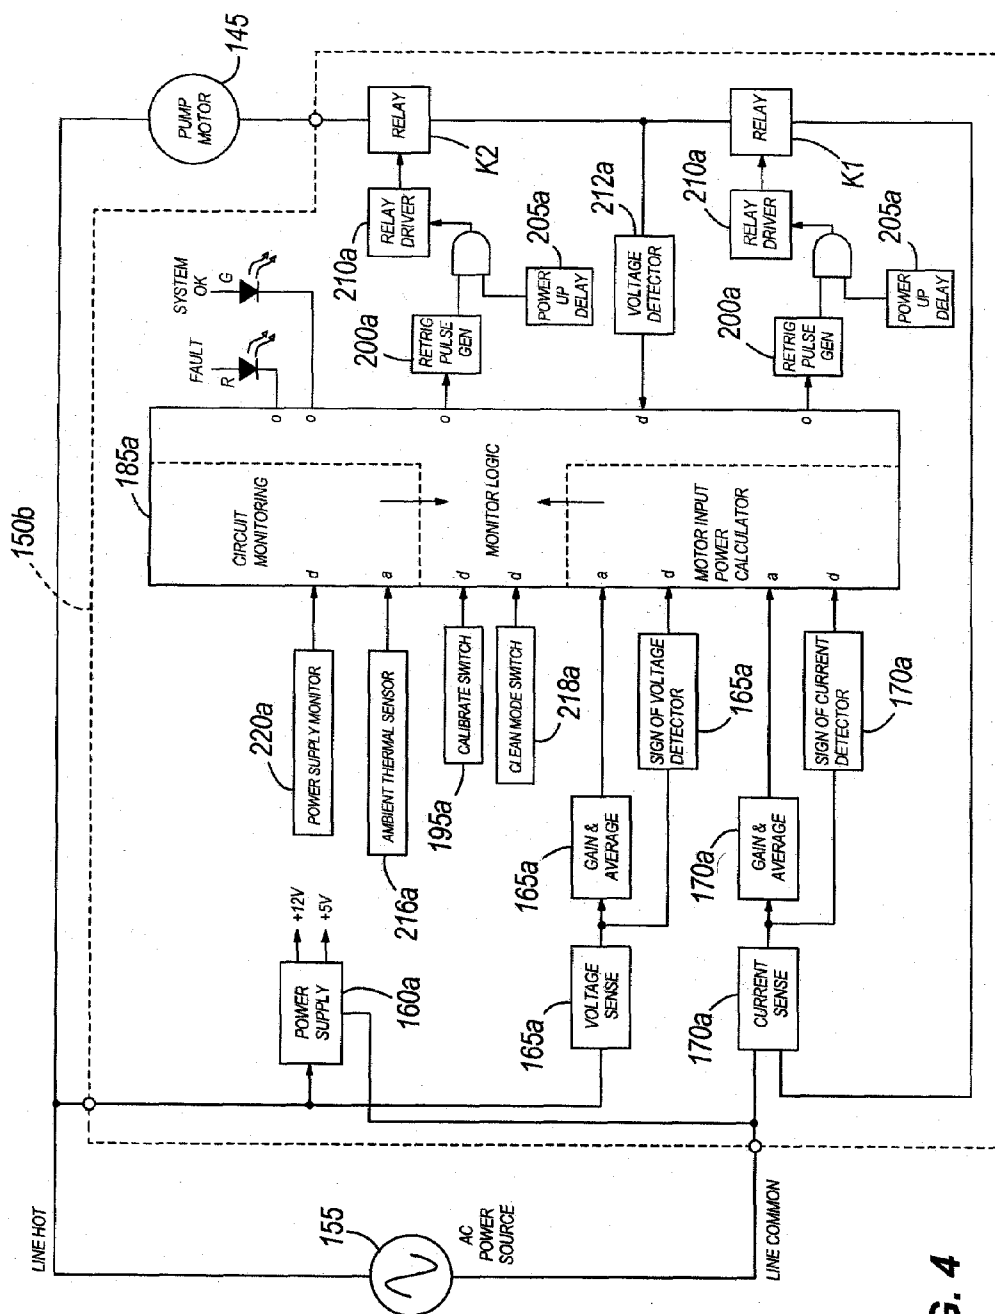 LINE HOT
155
AC
POWER
SOURCE
LINE COMMON
150b
POWER
SUPPLY
+12V
+5V
160a
220a
POWER SUPPLY MONITOR
AMBIENT THERMAL SENSOR
216a
CALIBRATE SWITCH
195a
CLEAN MODE SWITCH
218a
VOLTAGE
SENSE
165a
GAIN &
AVERAGE
165a
SIGN OF VOLTAGE
DETECTOR
165a
CURRENT
SENSE
170a
GAIN &
AVERAGE
170a
SIGN OF CURRENT
DETECTOR
170a
185a
CIRCUIT
MONITORING
d
a
d
d
MONITOR LOGIC
a
d
MOTOR INPUT
POWER
CALCULATOR
a
d
o
o
o
d
o
FAULT
R
SYSTEM
OK
G
RETRIG
PULSE
GEN
200a
POWER
UP
DELAY
205a
RELAY
DRIVER
210a
RELAY
K2
PUMP
MOTOR
145
VOLTAGE
DETECTOR
212a
RETRIG
PULSE
GEN
200a
POWER
UP
DELAY
205a
RELAY
DRIVER
210a
RELAY
K1
G. 4